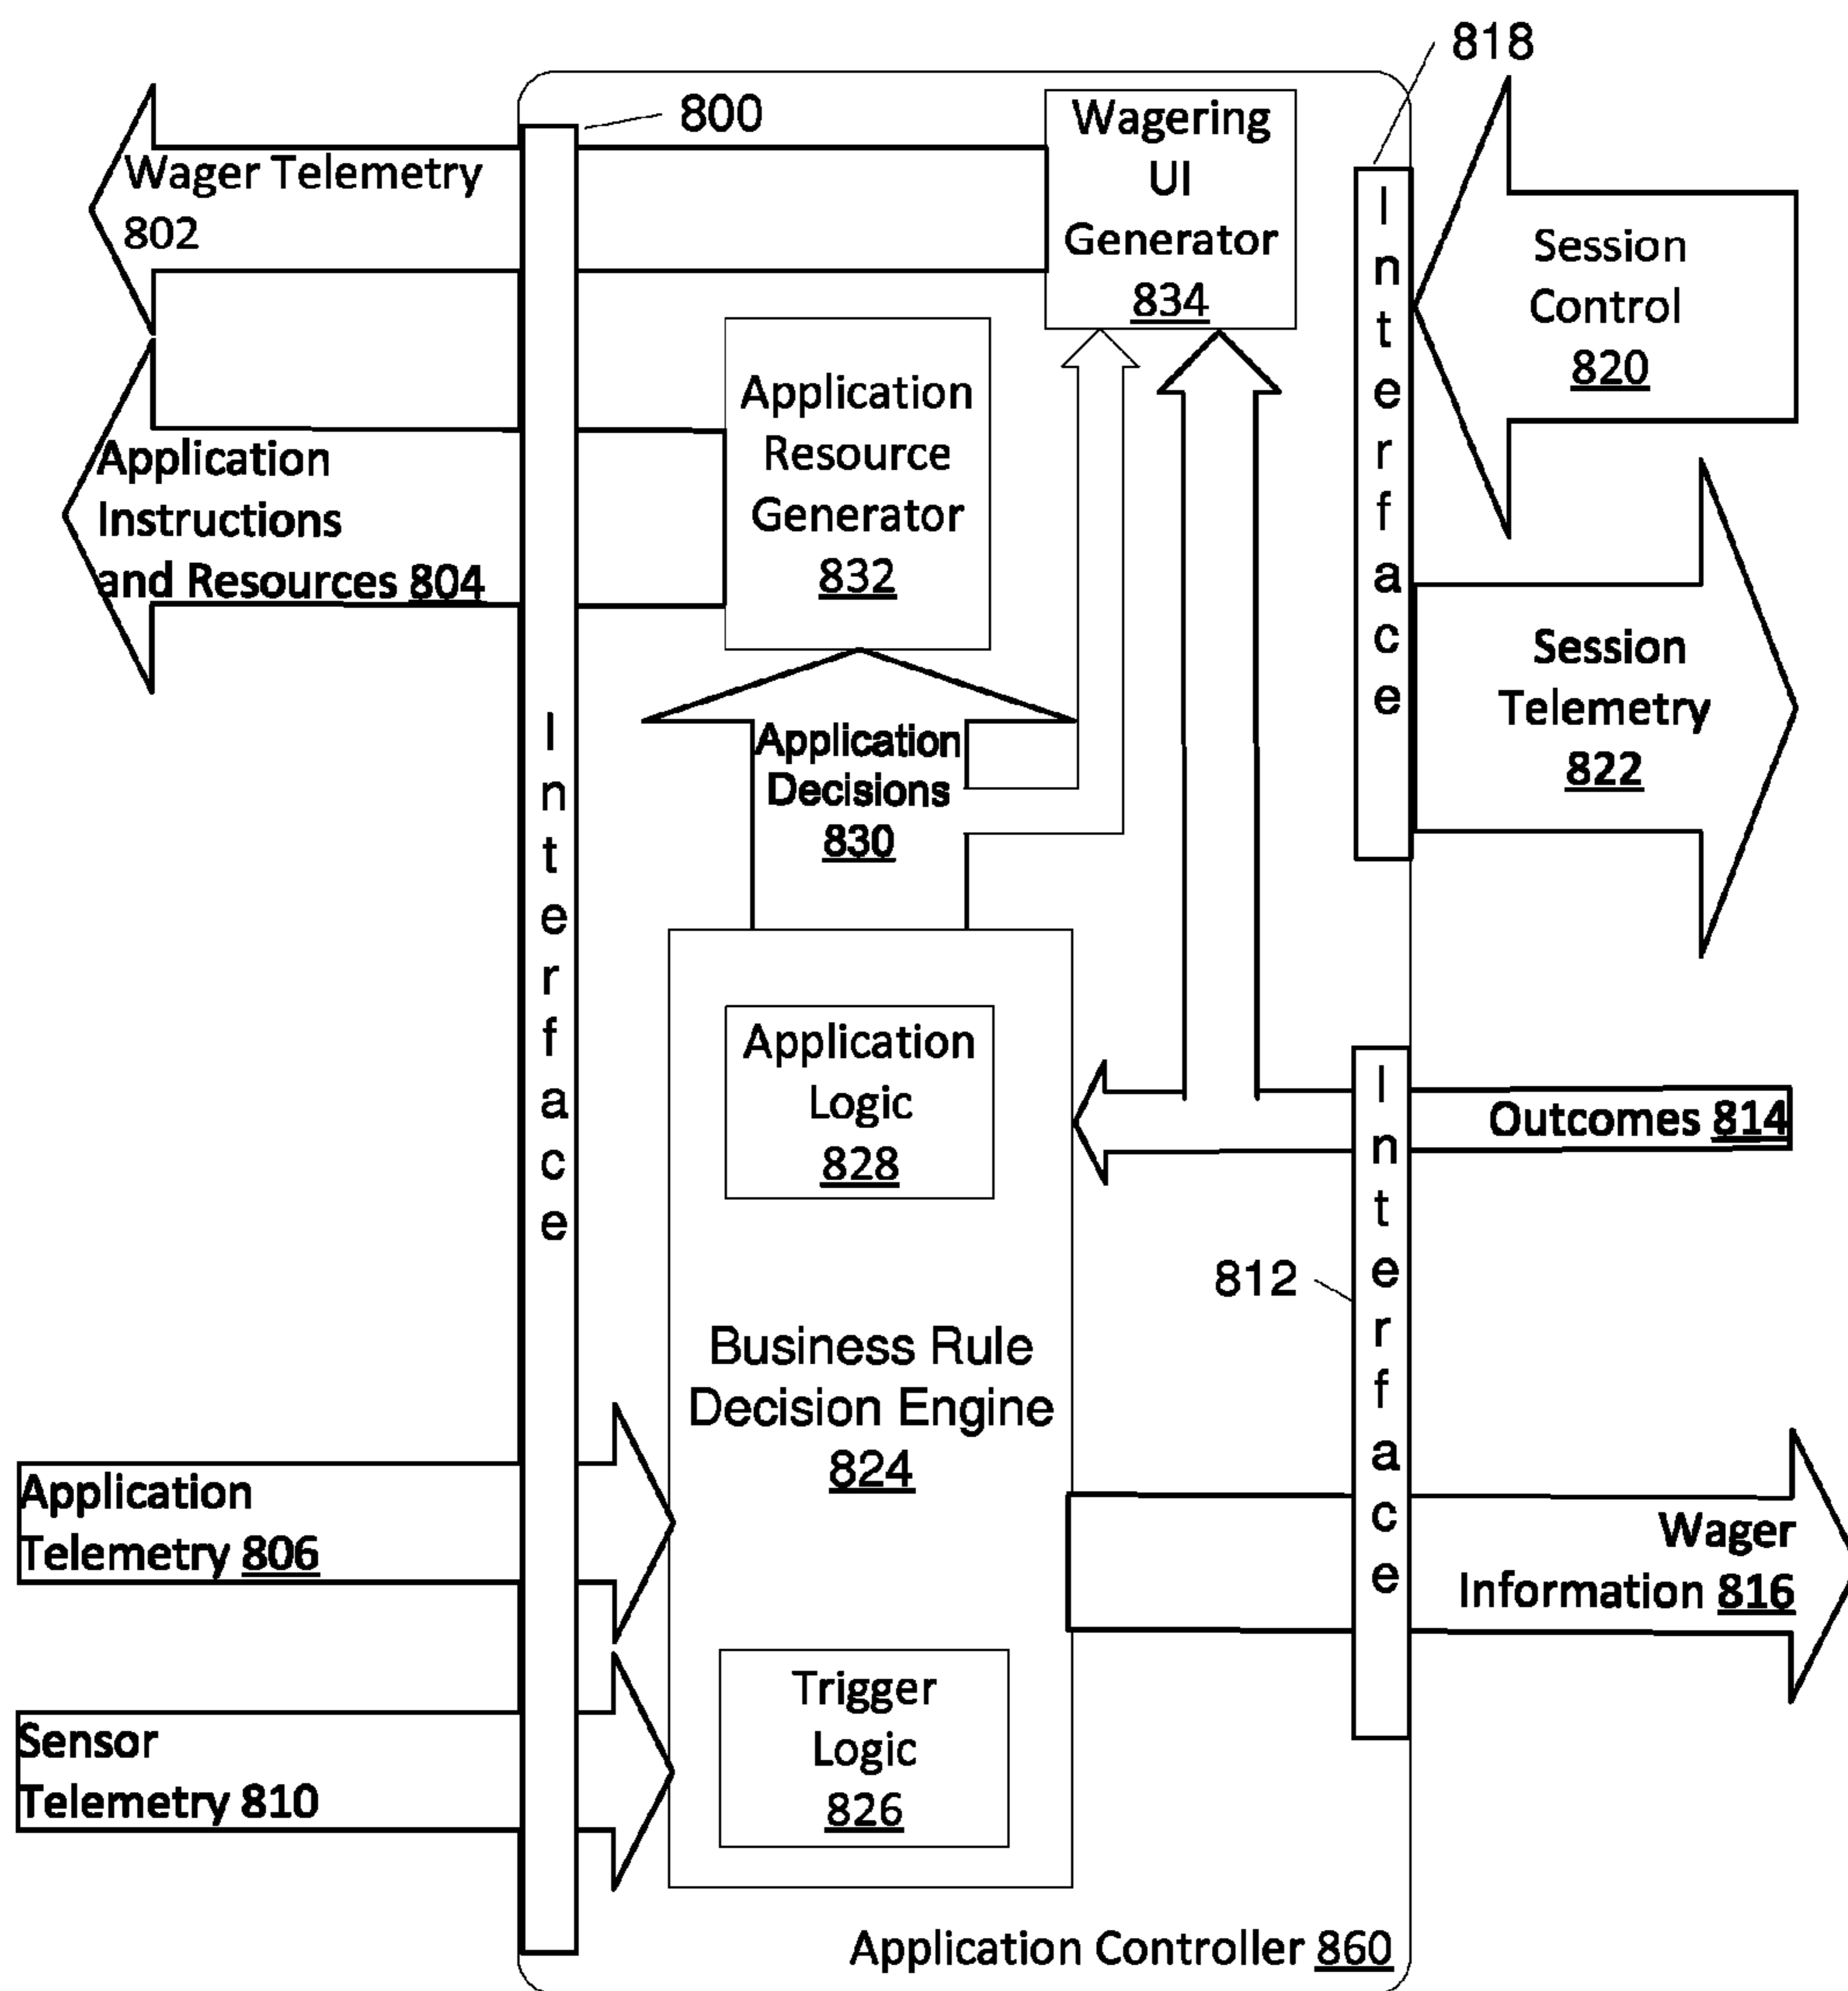 818
800
Wagering
UI
Generator
834
Wager Telemetry
802
Interface
Session
Control
820
Application
Resource
Generator
832
Application
Instructions
and Resources 804
Session
Telemetry
822
Application
Decisions
830
Interface
Application
Logic
828
Interface
Outcomes 814
812
Business Rule
Decision Engine
824
Application
Telemetry 806
Wager
Information 816
Trigger
Logic
826
Sensor
Telemetry 810
Application Controller 860